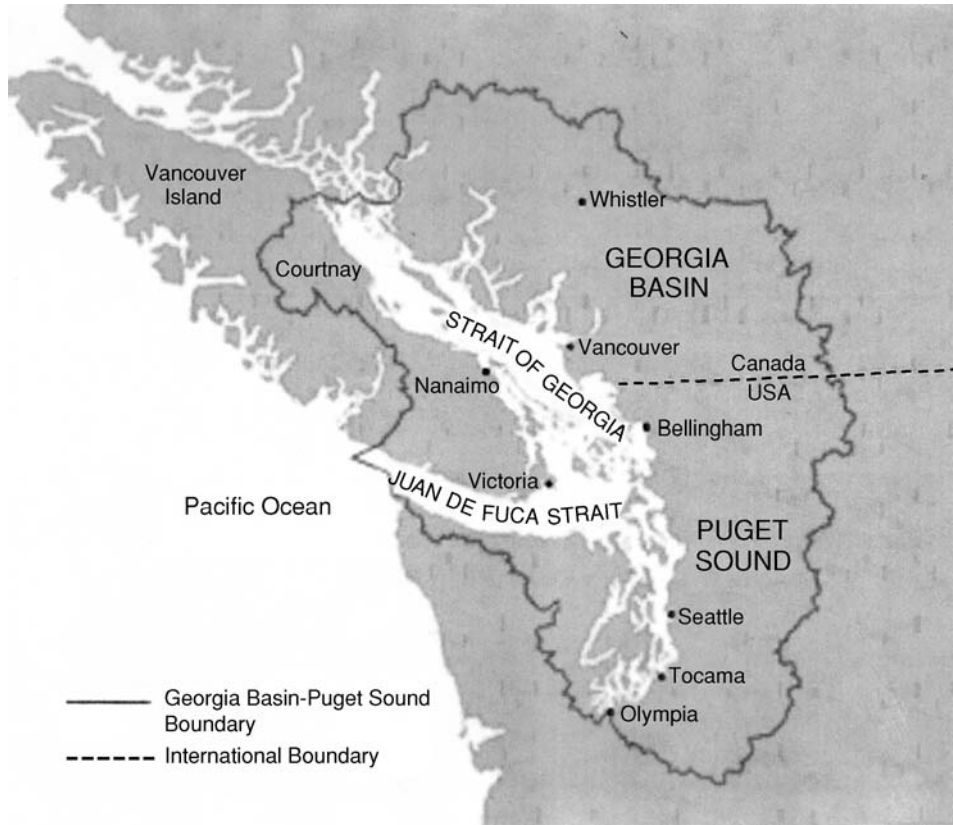 Vancouver
Island
Whistler
GEORGIA
BASIN
Courtnay
STRAIT OF GEORGIA
Vancouver
Canada
USA
Nanaimo
Bellingham
Victoria
JUAN DE FUCA STRAIT
Pacific Ocean
PUGET
SOUND
Seattle
Tocama
Olympia
Georgia Basin-Puget Sound
Boundary
International Boundary